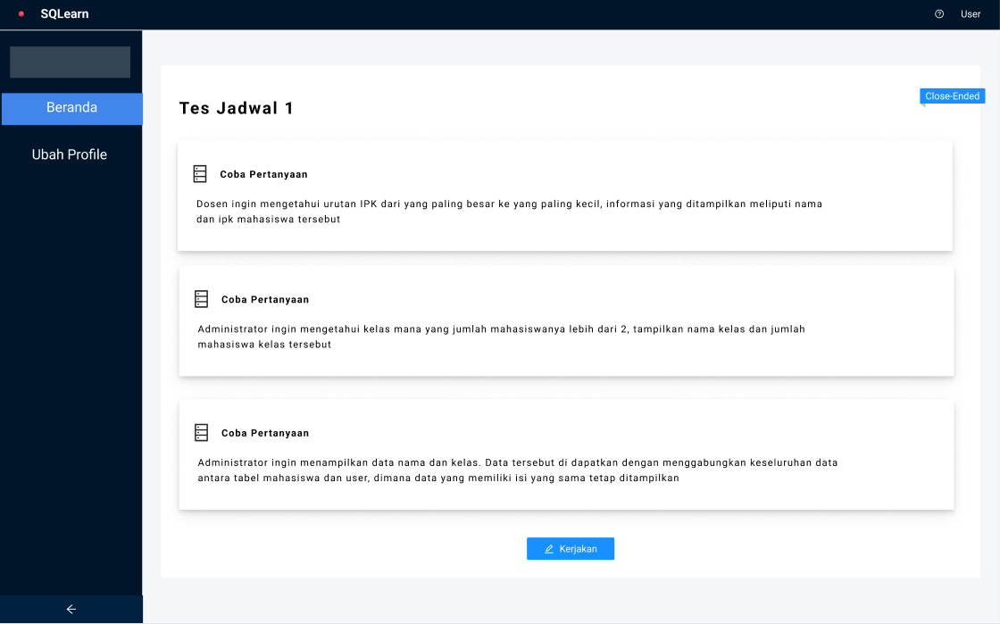 SQLearn
User
Beranda
Ubah Profile
Close-Ended
Tes Jadwal 1
Coba Pertanyaan
Dosen ingin mengetahui urutan IPK dari yang paling besar ke yang paling kecil, informasi yang ditampilkan meliputi nama
dan ipk mahasiswa tersebut
Coba Pertanyaan
Administrator ingin mengetahui kelas mana yang jumlah mahasiswanya lebih dari 2, tampilkan nama kelas dan jumlah
mahasiswa kelas tersebut
Coba Pertanyaan
Administrator ingin menampilkan data nama dan kelas. Data tersebut di dapatkan dengan menggabungkan keseluruhan data
antara tabel mahasiswa dan user, dimana data yang memiliki isi yang sama tetap ditampilkan
Kerjakan